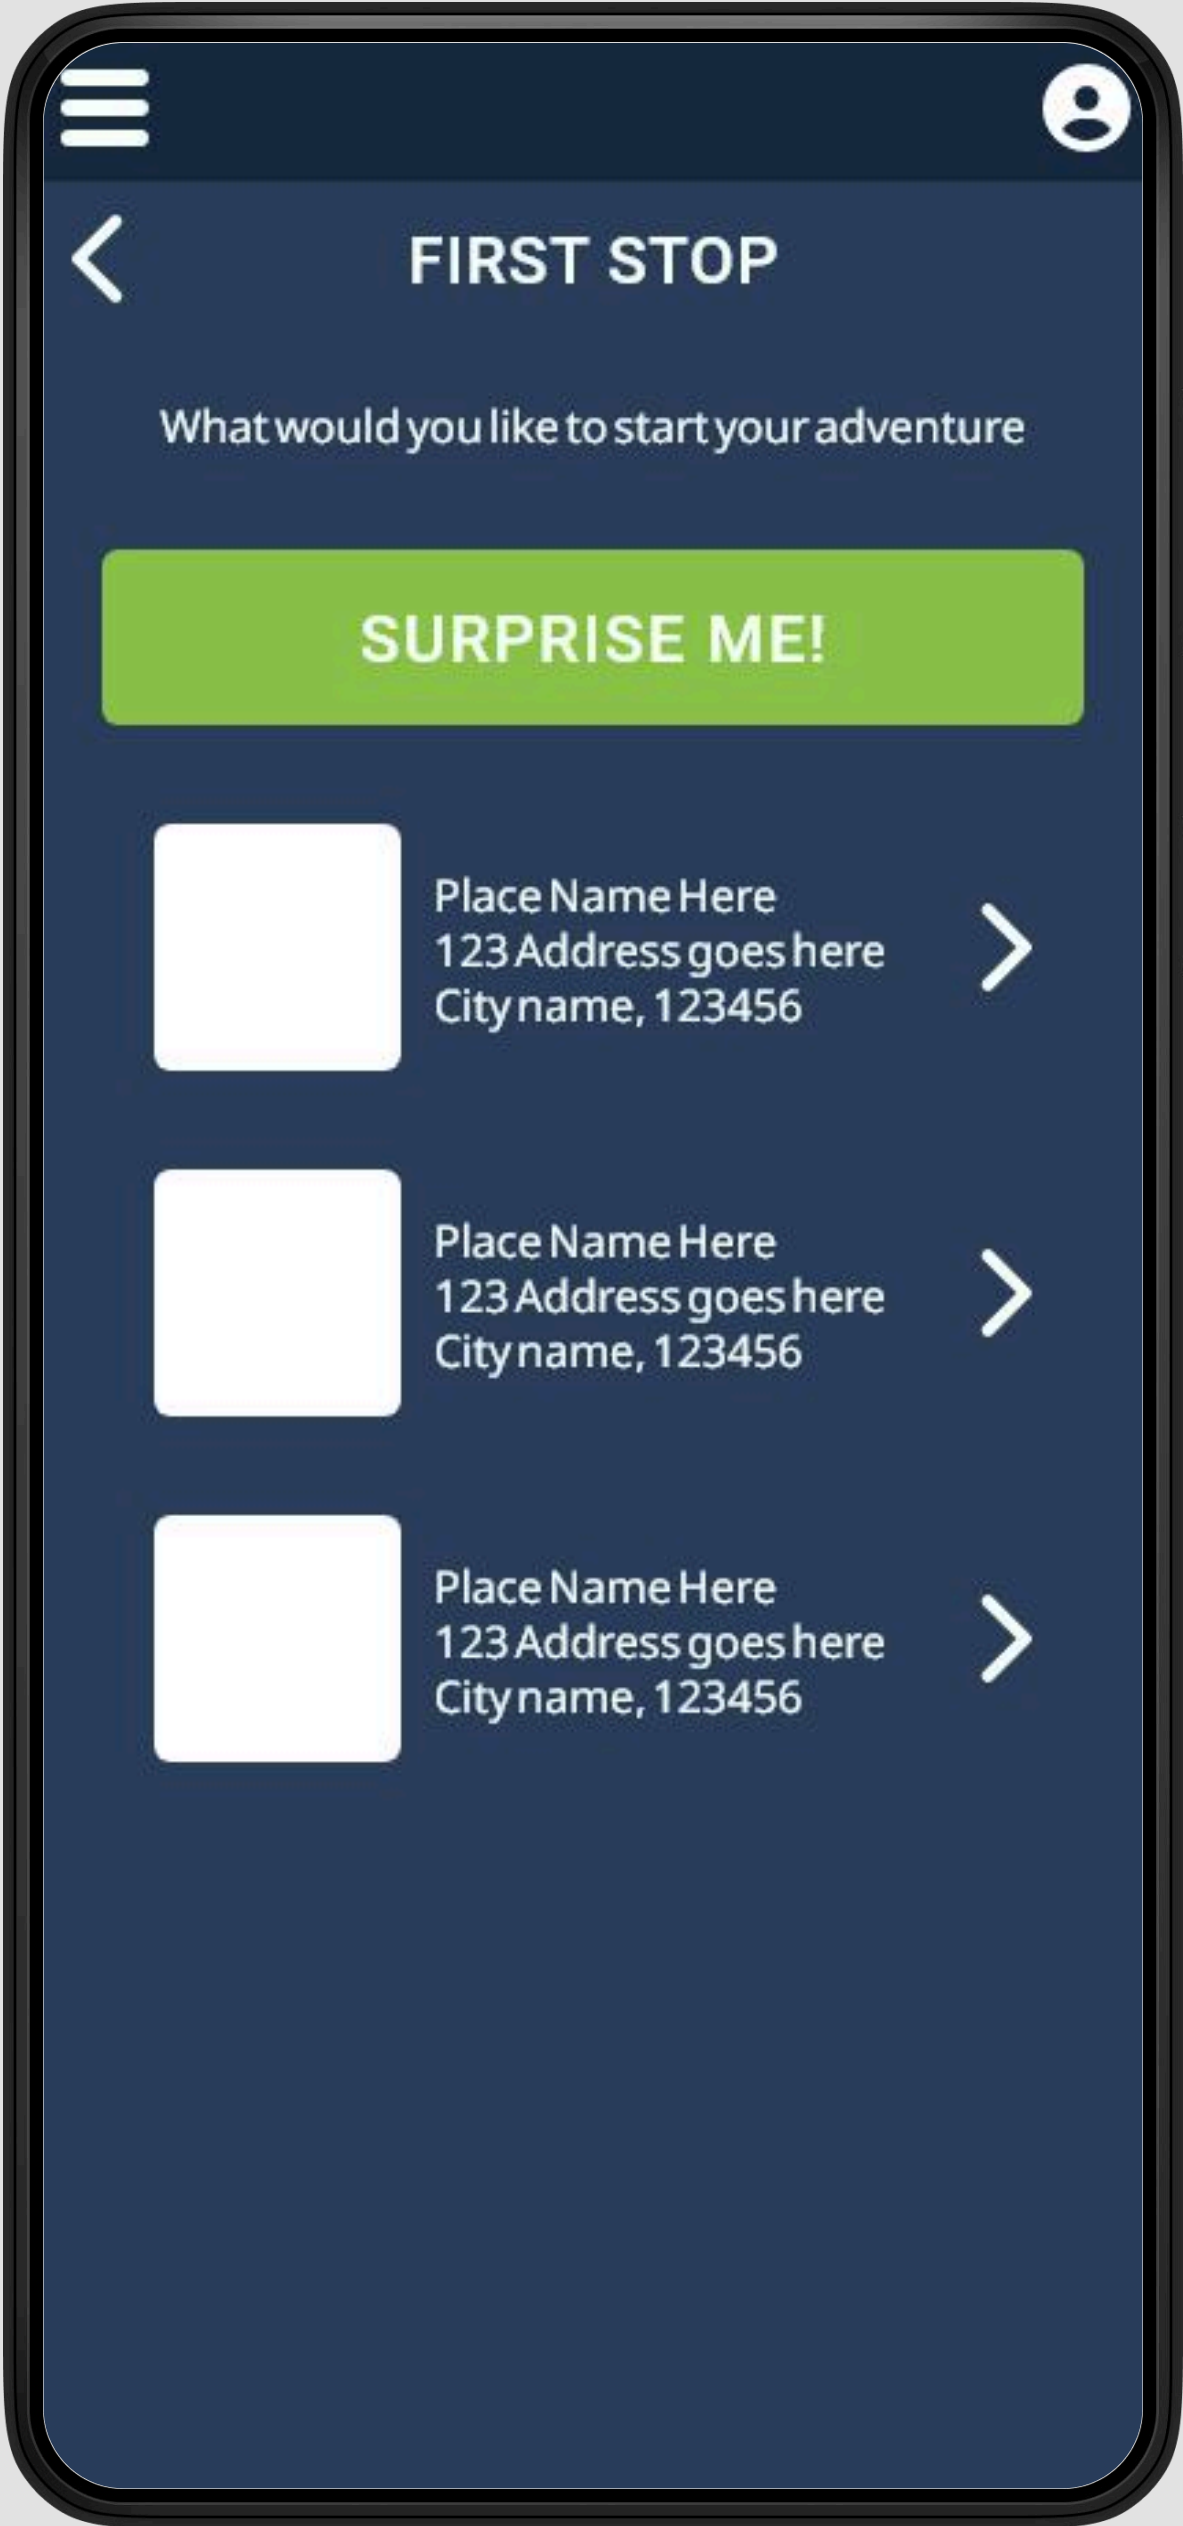 FIRST STOP
What would you like to start your adventure
SURPRISE ME!
Place Name Here
123 Address goes here
City name, 123456
Place Name Here
123 Address goes here
City name, 123456
Place Name Here
123 Address goes here
City name, 123456